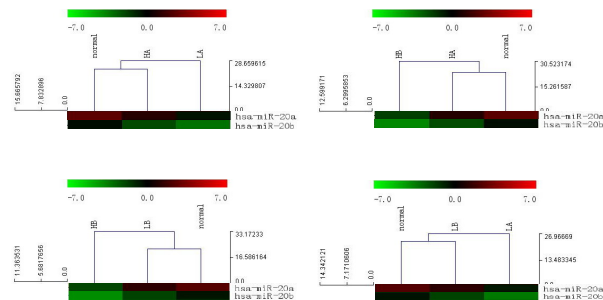 -7.0 0.0 7.0
normal HA LA
28.659615
14.329807
0.0
15.665792 7.832896 0.0
hsa-miR-20a
hsa-miR-20b
-7.0 0.0 7.0
HB HA normal
30.523174
15.261587
0.0
12.599171 6.2995853 0.0
hsa-miR-20a
hsa-miR-20b
-7.0 0.0 7.0
HB LB normal
33.17233
16.586164
0.0
11.363531 5.6817656 0.0
hsa-miR-20a
hsa-miR-20b
-7.0 0.0 7.0
normal LB LA
26.96669
13.483345
0.0
14.342121 7.1710606 0.0
hsa-miR-20a
hsa-miR-20b